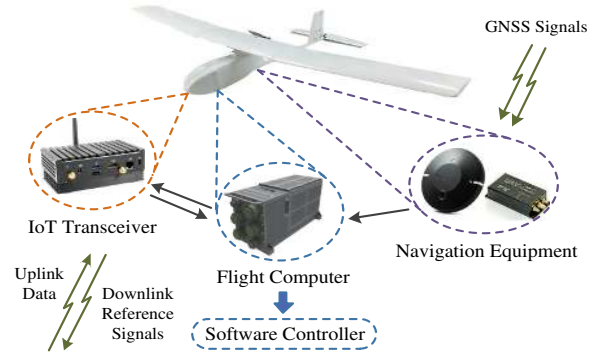 GNSS Signals
IoT Transceiver
Navigation Equipment
Flight Computer
Uplink
Data
Downlink
Reference
Signals
Software Controller